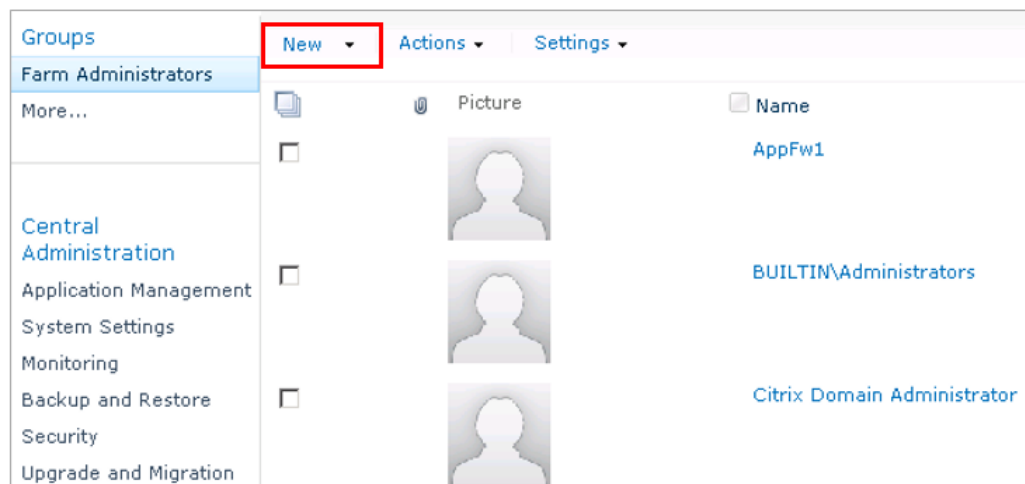 Groups
Farm Administrators
More...
Central
Administration
Application Management
System Settings
Monitoring
Backup and Restore
Security
Upgrade and Migration
New Actions Settings
Picture Name
AppFw1
BUILTIN\Administrators
Citrix Domain Administrator